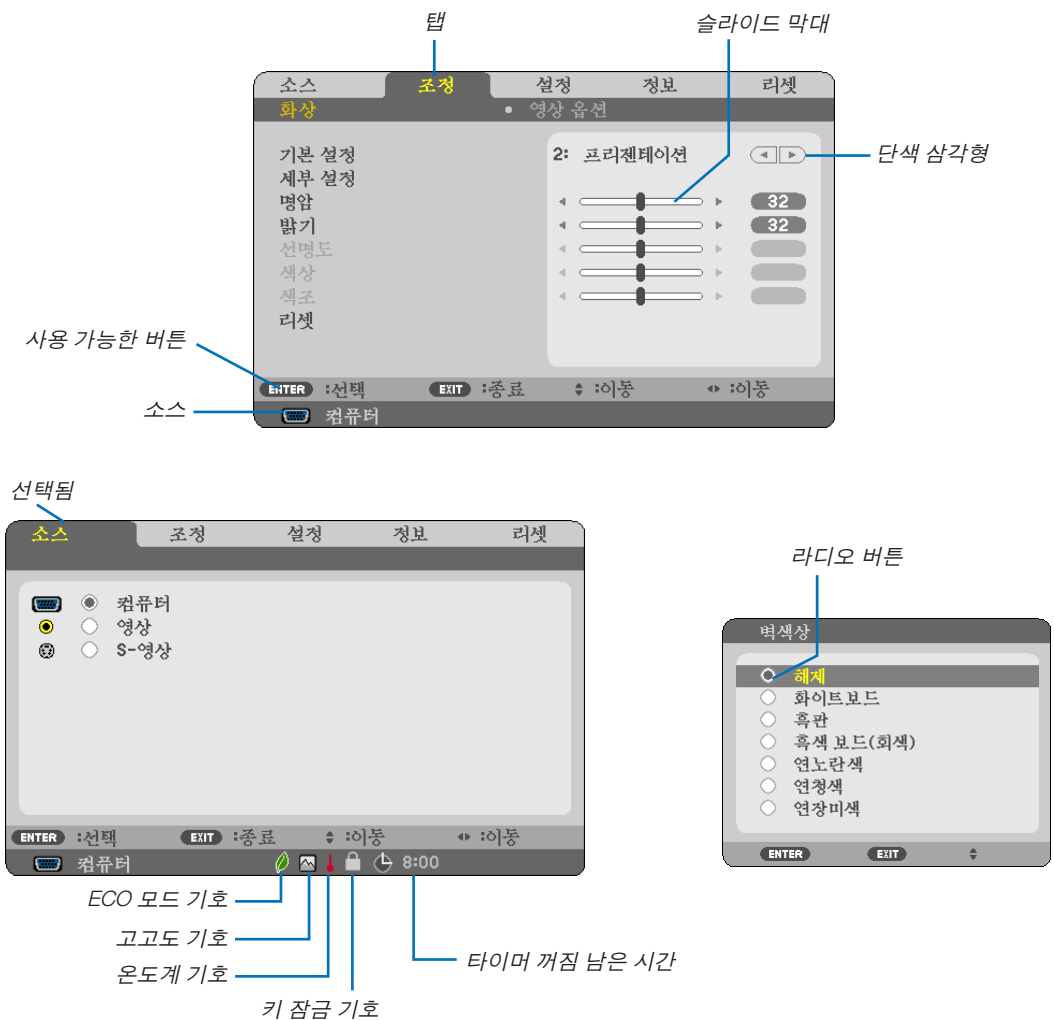 탭
슬라이드 막대
소스 조정 설정 정보 리셋
화상 • 영상 옵션
기본 설정
2: 프리젠테이션
단색 삼각형
세부 설정
명암 32
밝기 32
선명도
색상
색조
리셋
사용 가능한 버튼
ENTER :선택 EXIT :종료 :이동 :이동
소스
컴퓨터
선택됨
소스 조정 설정 정보 리셋
컴퓨터
영상
S-영상
ENTER :선택 EXIT :종료 :이동 :이동
컴퓨터 8:00
ECO 모드 기호
고고도 기호
온도계 기호
키 잠금 기호
타이머 꺼짐 남은 시간
라디오 버튼
벽색상
해제
화이트보드
흑판
흑색 보드(회색)
연노란색
연청색
연장미색
ENTER EXIT